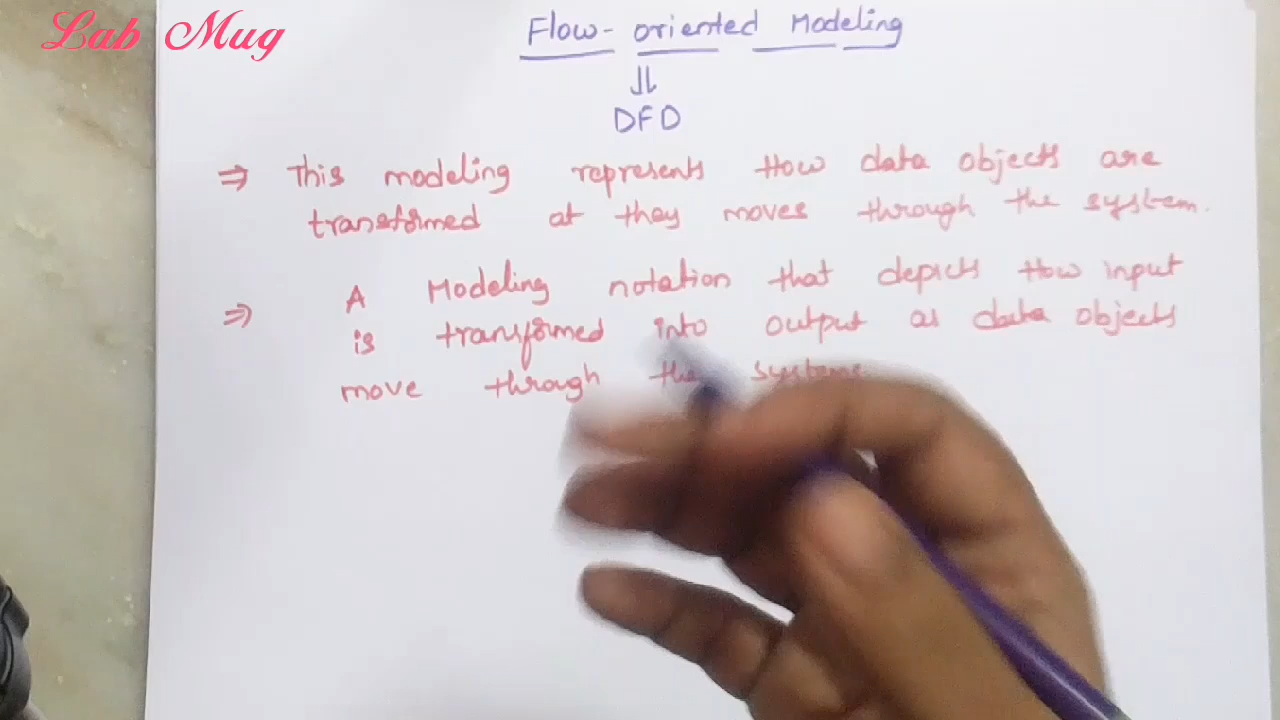 Lab Mug
Flow- oriented Modeling
⇓
DFD
⇒ This modeling represents How data objects are
transformed at they moves through the system.
⇒ A Modeling notation that depicts How input
is transformed into output as data objects
move through the system